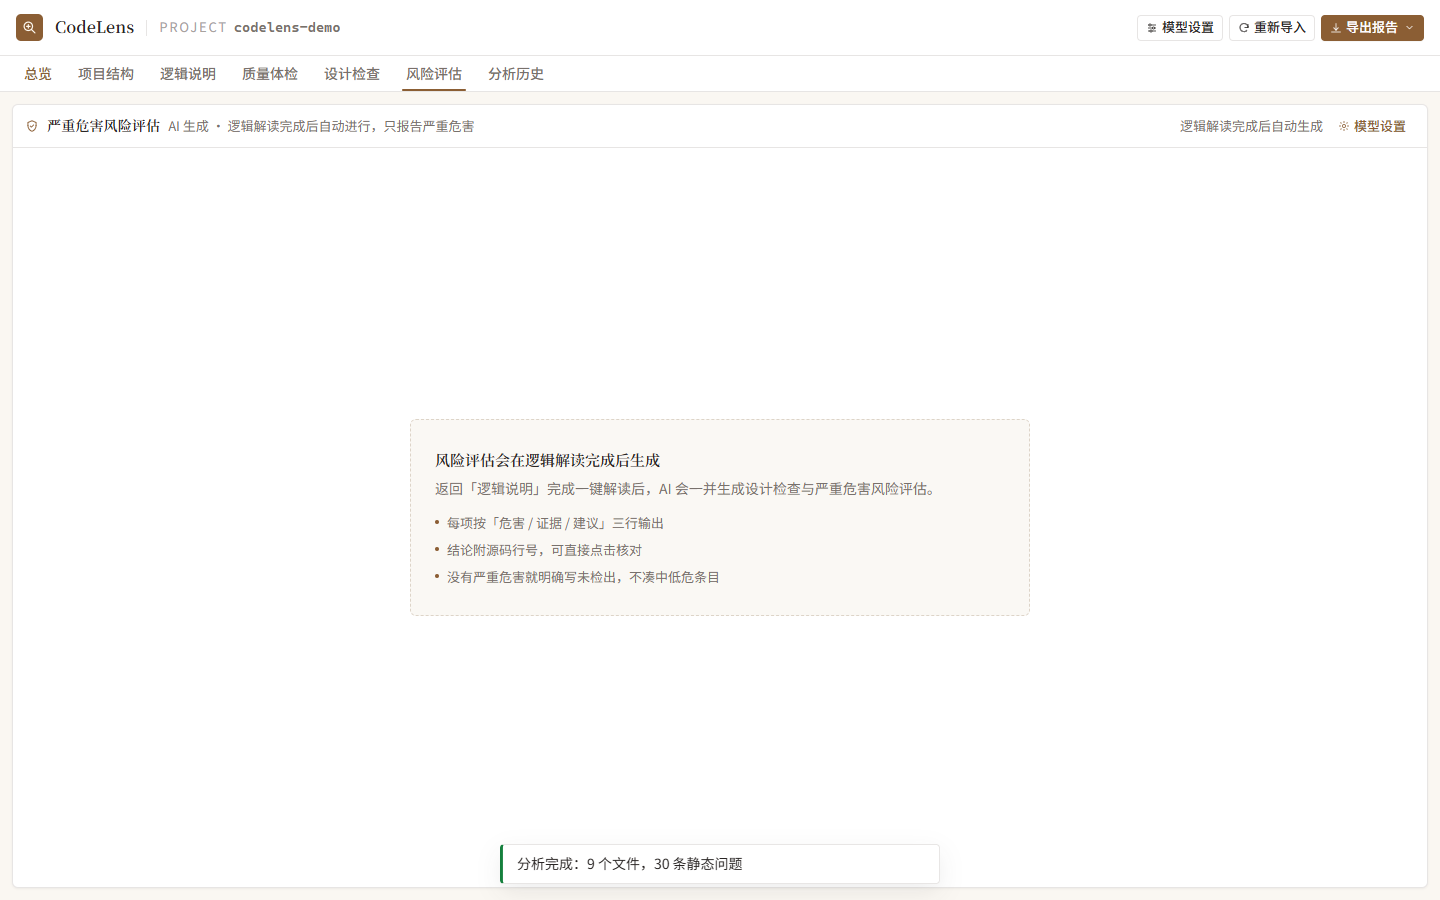 CodeLens PROJECT codelens-demo 模型设置 重新导入 导出报告
总览 项目结构 逻辑说明 质量体检 设计检查 风险评估 分析历史
严重危害风险评估 AI 生成 · 逻辑解读完成后自动进行，只报告严重危害 逻辑解读完成后自动生成 模型设置
风险评估会在逻辑解读完成后生成
返回「逻辑说明」完成一键解读后，AI 会一并生成设计检查与严重危害风险评估。
• 每项按「危害 / 证据 / 建议」三行输出
• 结论附源码行号，可直接点击核对
• 没有严重危害就明确写未检出，不凑中低危条目
分析完成：9 个文件，30 条静态问题